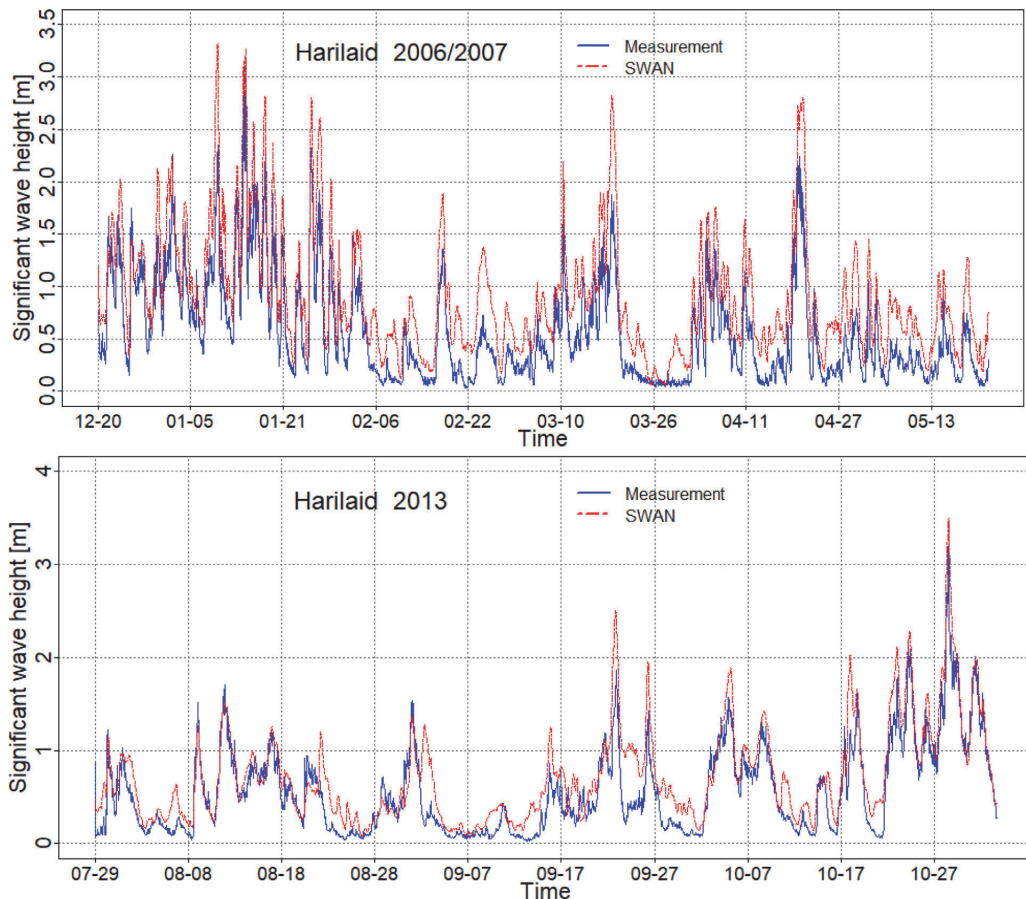 Harilaid 2006/2007
Measurement
SWAN
Significant wave height [m]
3.5
3.0
2.5
2.0
1.5
1.0
0.5
0.0
12-20 01-05 01-21 02-06 02-22 03-10 03-26 04-11 04-27 05-13
Time
Harilaid 2013
Measurement
SWAN
Significant wave height [m]
4
3
2
1
0
07-29 08-08 08-18 08-28 09-07 09-17 09-27 10-07 10-17 10-27
Time